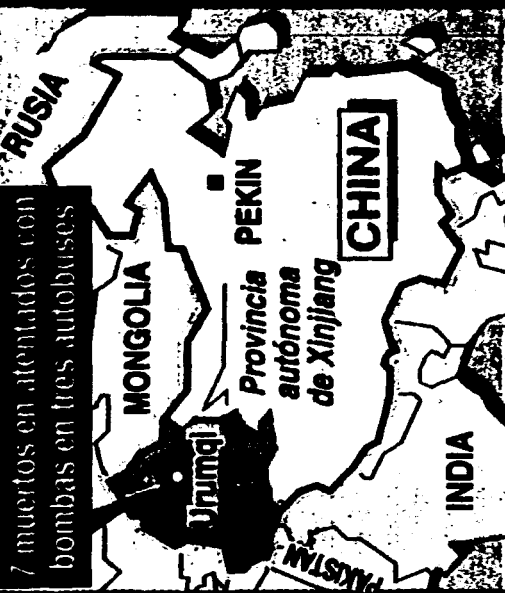 7 muertos en atentados con
bombas en tres autobuses
RUSIA
MONGOLIA
PEKIN
CHINA
Provincia
autónoma
de Xinjiang
Urumqi
INDIA
PAKISTAN